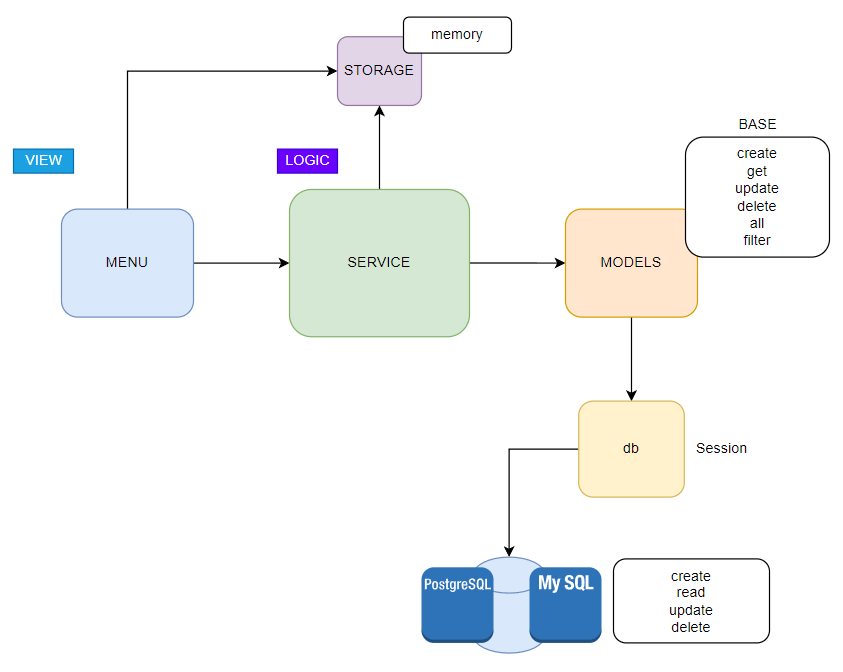 memory
STORAGE
BASE
VIEW
LOGIC
create
get
update
delete
all
filter
MENU
SERVICE
MODELS
db
Session
PostgreSQL
My SQL
create
read
update
delete